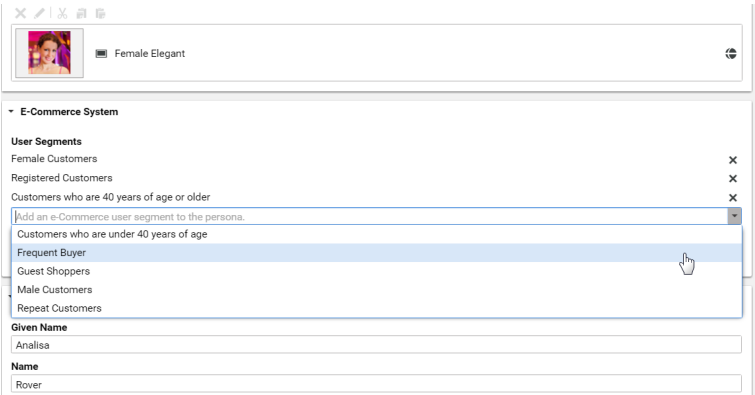 Female Elegant
E-Commerce System
User Segments
Female Customers
Registered Customers
Customers who are 40 years of age or older
Add an e-Commerce user segment to the persona.
Customers who are under 40 years of age
Frequent Buyer
Guest Shoppers
Male Customers
Repeat Customers
Given Name
Analisa
Name
Rover